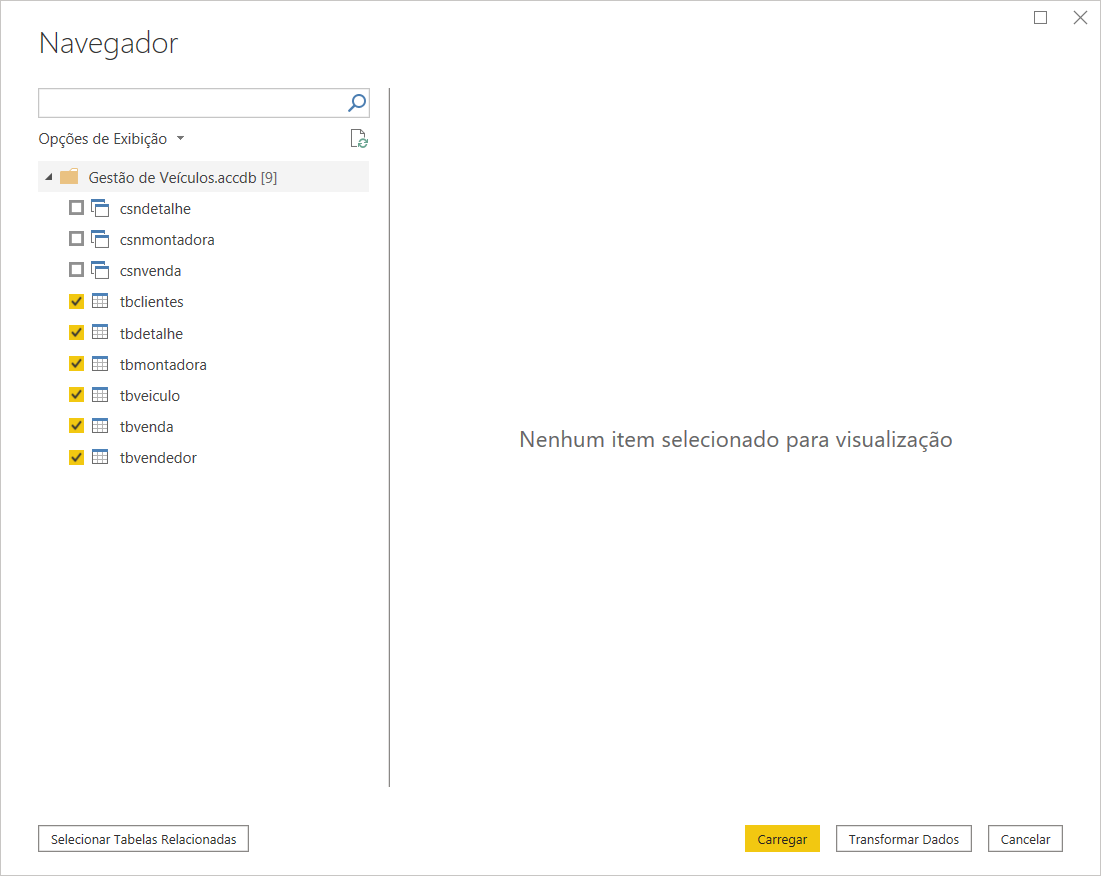 Navegador
Opções de Exibição
Gestão de Veículos.accdb [9]
csndetalhe
csnmontadora
csnvenda
tbclientes
tbdetalhe
tbmontadora
tbveiculo
tbvenda
tbvendedor
Nenhum item selecionado para visualização
Selecionar Tabelas Relacionadas
Carregar
Transformar Dados
Cancelar